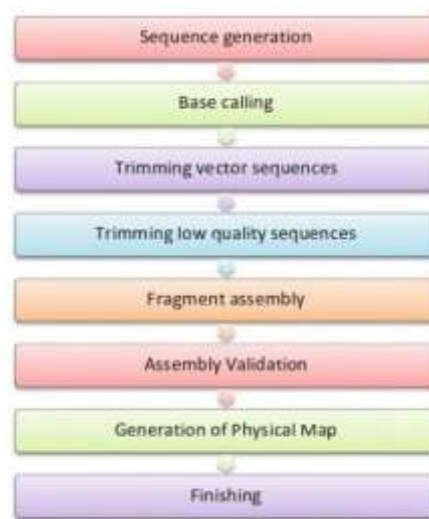 Sequence generation
Base calling
Trimming vector sequences
Trimming low quality sequences
Fragment assembly
Assembly Validation
Generation of Physical Map
Finishing